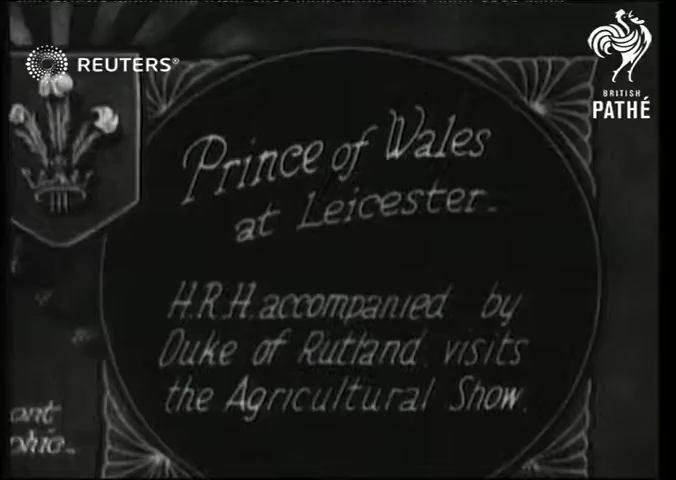 REUTERS
BRITISH
PATHÉ
Prince of Wales
at Leicester.
H.R.H. accompanied by
Duke of Rutland visits
the Agricultural Show.